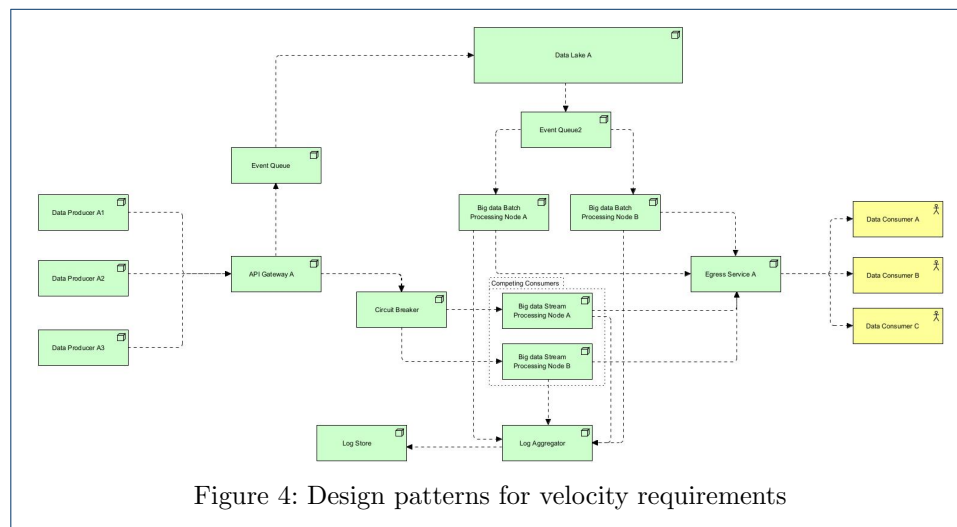 Data Lake A
Event Queue2
Event Queue
Big data Batch
Processing Node A
Big data Batch
Processing Node B
Data Producer A1
Data Consumer A
API Gateway A
Egress Service A
Data Producer A2
Data Consumer B
Competing Consumers
Circuit Breaker
Big data Stream
Processing Node A
Data Consumer C
Data Producer A3
Big data Stream
Processing Node B
Log Store
Log Aggregator
Figure 4: Design patterns for velocity requirements